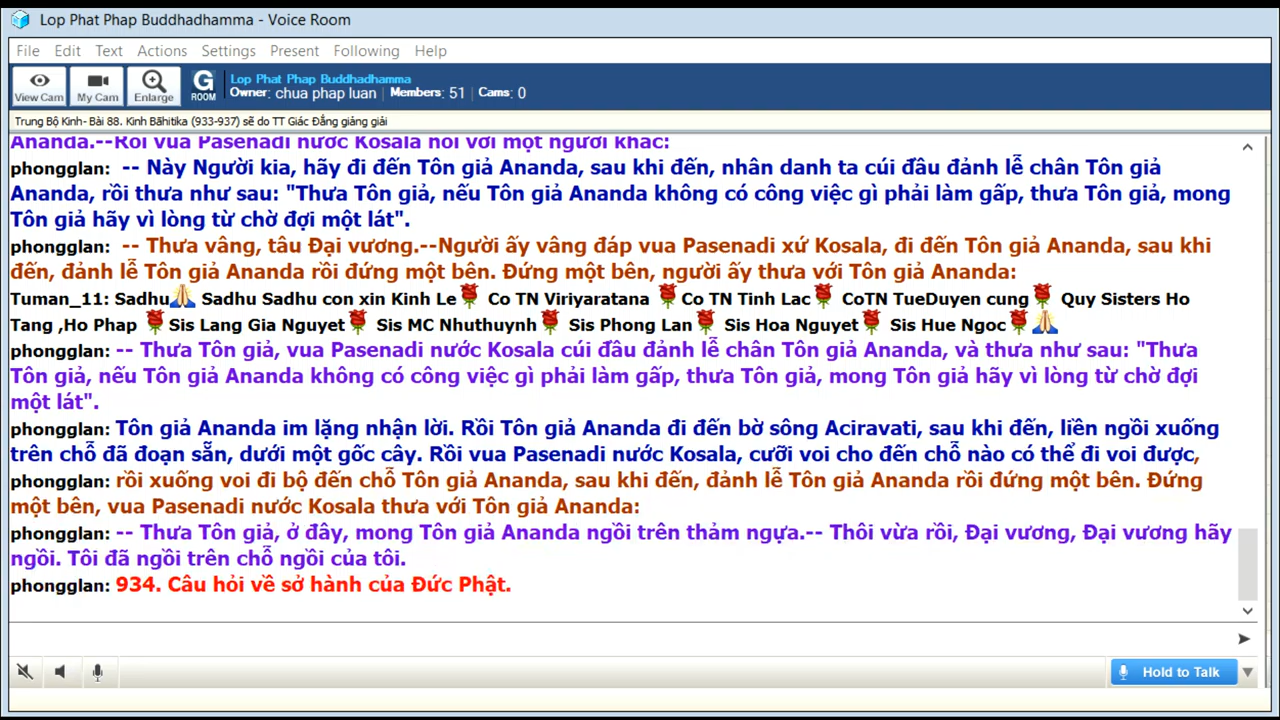 Lop Phat Phap Buddhadhamma - Voice Room
File Edit Text Actions Settings Present Following Help
View Cam My Cam Enlarge G ROOM
Lop Phat Phap Buddhadhamma
Owner: chua phap luan | Members: 51 | Cams: 0
Trung Bộ Kinh- Bài 88. Kinh Bāhitika (933-937) sẽ do TT Giác Đẳng giảng giải
Ananda.--Rồi vua Pasenadi nước Kosala nói với một người khác:
phongglan: -- Này Người kia, hãy đi đến Tôn giả Ananda, sau khi đến, nhân danh ta cúi đầu đảnh lễ chân Tôn giả
Ananda, rồi thưa như sau: "Thưa Tôn giả, nếu Tôn giả Ananda không có công việc gì phải làm gấp, thưa Tôn giả, mong
Tôn giả hãy vì lòng từ chờ đợi một lát".
phongglan: -- Thưa vâng, tâu Đại vương.--Người ấy vâng đáp vua Pasenadi xứ Kosala, đi đến Tôn giả Ananda, sau khi
đến, đảnh lễ Tôn giả Ananda rồi đứng một bên. Đứng một bên, người ấy thưa với Tôn giả Ananda:
Tuman_11: Sadhu🙏 Sadhu Sadhu con xin Kinh Le🌹 Co TN Viriyaratana 🌹Co TN Tinh Lac🌹 CoTN TueDuyen cung🌹 Quy Sisters Ho
Tang ,Ho Phap 🌹Sis Lang Gia Nguyet🌹 Sis MC Nhuthuynh🌹 Sis Phong Lan🌹 Sis Hoa Nguyet🌹 Sis Hue Ngoc🌹🙏
phongglan: -- Thưa Tôn giả, vua Pasenadi nước Kosala cúi đầu đảnh lễ chân Tôn giả Ananda, và thưa như sau: "Thưa
Tôn giả, nếu Tôn giả Ananda không có công việc gì phải làm gấp, thưa Tôn giả, mong Tôn giả hãy vì lòng từ chờ đợi
một lát".
phongglan: Tôn giả Ananda im lặng nhận lời. Rồi Tôn giả Ananda đi đến bờ sông Aciravati, sau khi đến, liền ngồi xuống
trên chỗ đã đoạn sẵn, dưới một gốc cây. Rồi vua Pasenadi nước Kosala, cưỡi voi cho đến chỗ nào có thể đi voi được,
phongglan: rồi xuống voi đi bộ đến chỗ Tôn giả Ananda, sau khi đến, đảnh lễ Tôn giả Ananda rồi đứng một bên. Đứng
một bên, vua Pasenadi nước Kosala thưa với Tôn giả Ananda:
phongglan: -- Thưa Tôn giả, ở đây, mong Tôn giả Ananda ngồi trên thảm ngựa.-- Thôi vừa rồi, Đại vương, Đại vương hãy
ngồi. Tôi đã ngồi trên chỗ ngồi của tôi.
phongglan: 934. Câu hỏi về sở hành của Đức Phật.
Hold to Talk